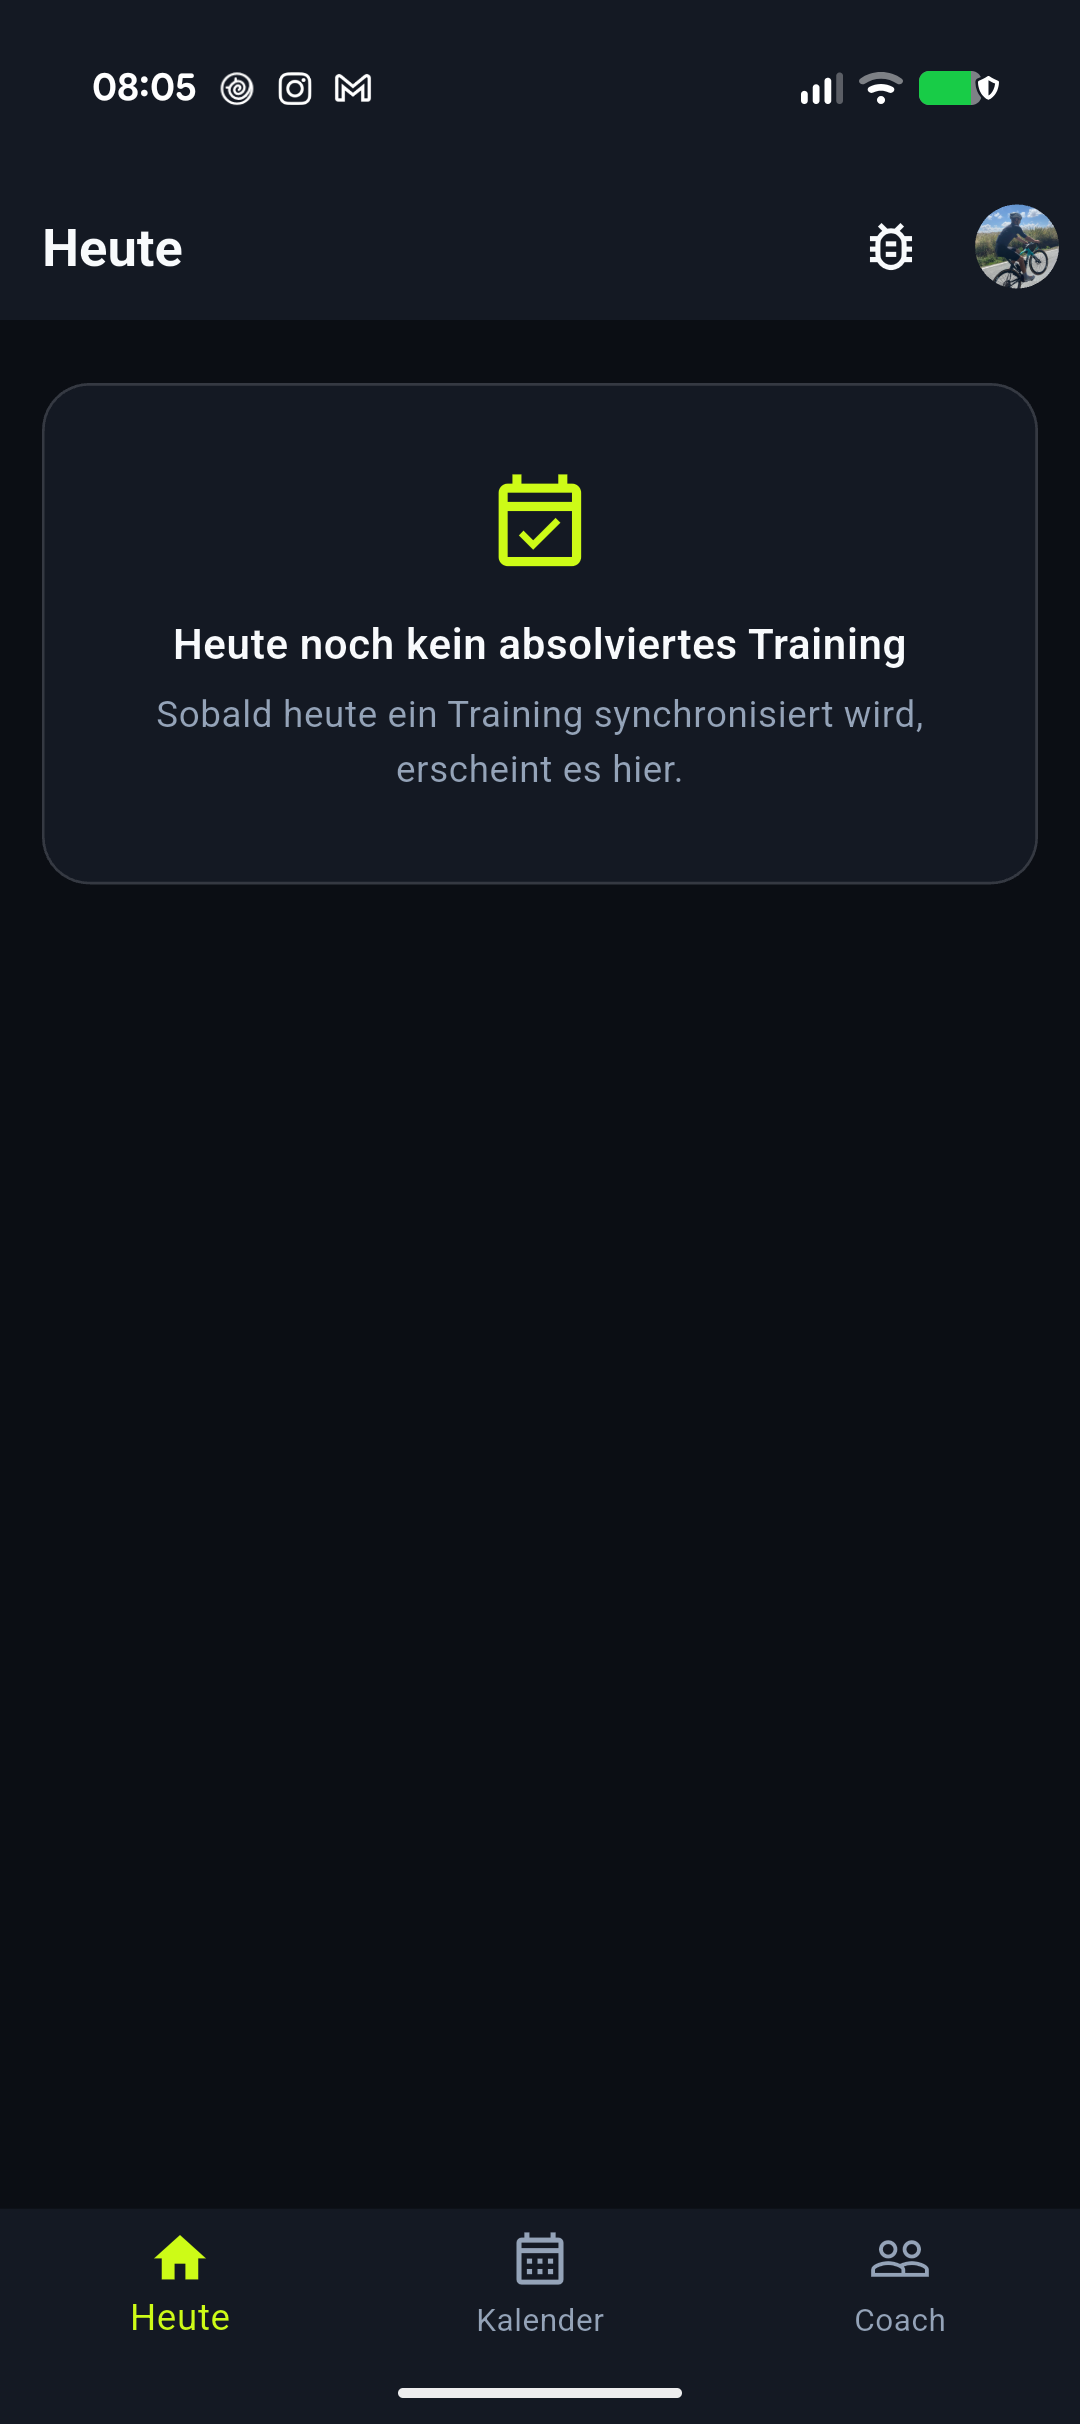 08:05
Heute
Heute noch kein absolviertes Training
Sobald heute ein Training synchronisiert wird,
erscheint es hier.
Heute
Kalender
Coach